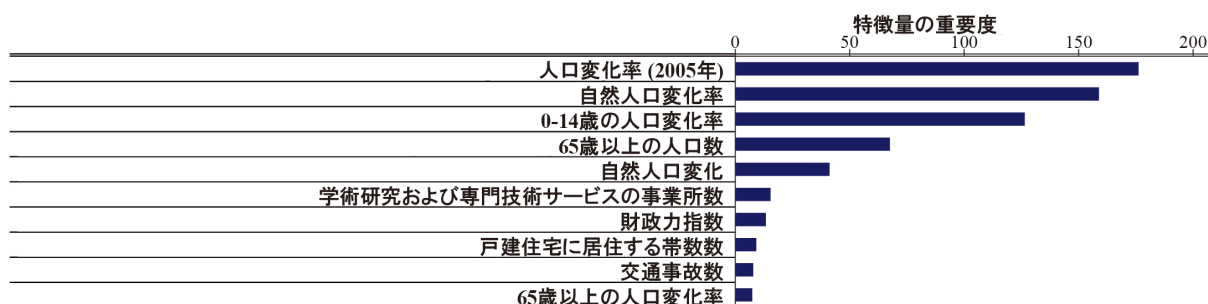 特徴量の重要度
0 50 100 150 200
人口変化率 (2005年)
自然人口変化率
0-14歳の人口変化率
65歳以上の人口数
自然人口変化
学術研究および専門技術サービスの事業所数
財政力指数
戸建住宅に居住する帯数数
交通事故数
65歳以上の人口変化率